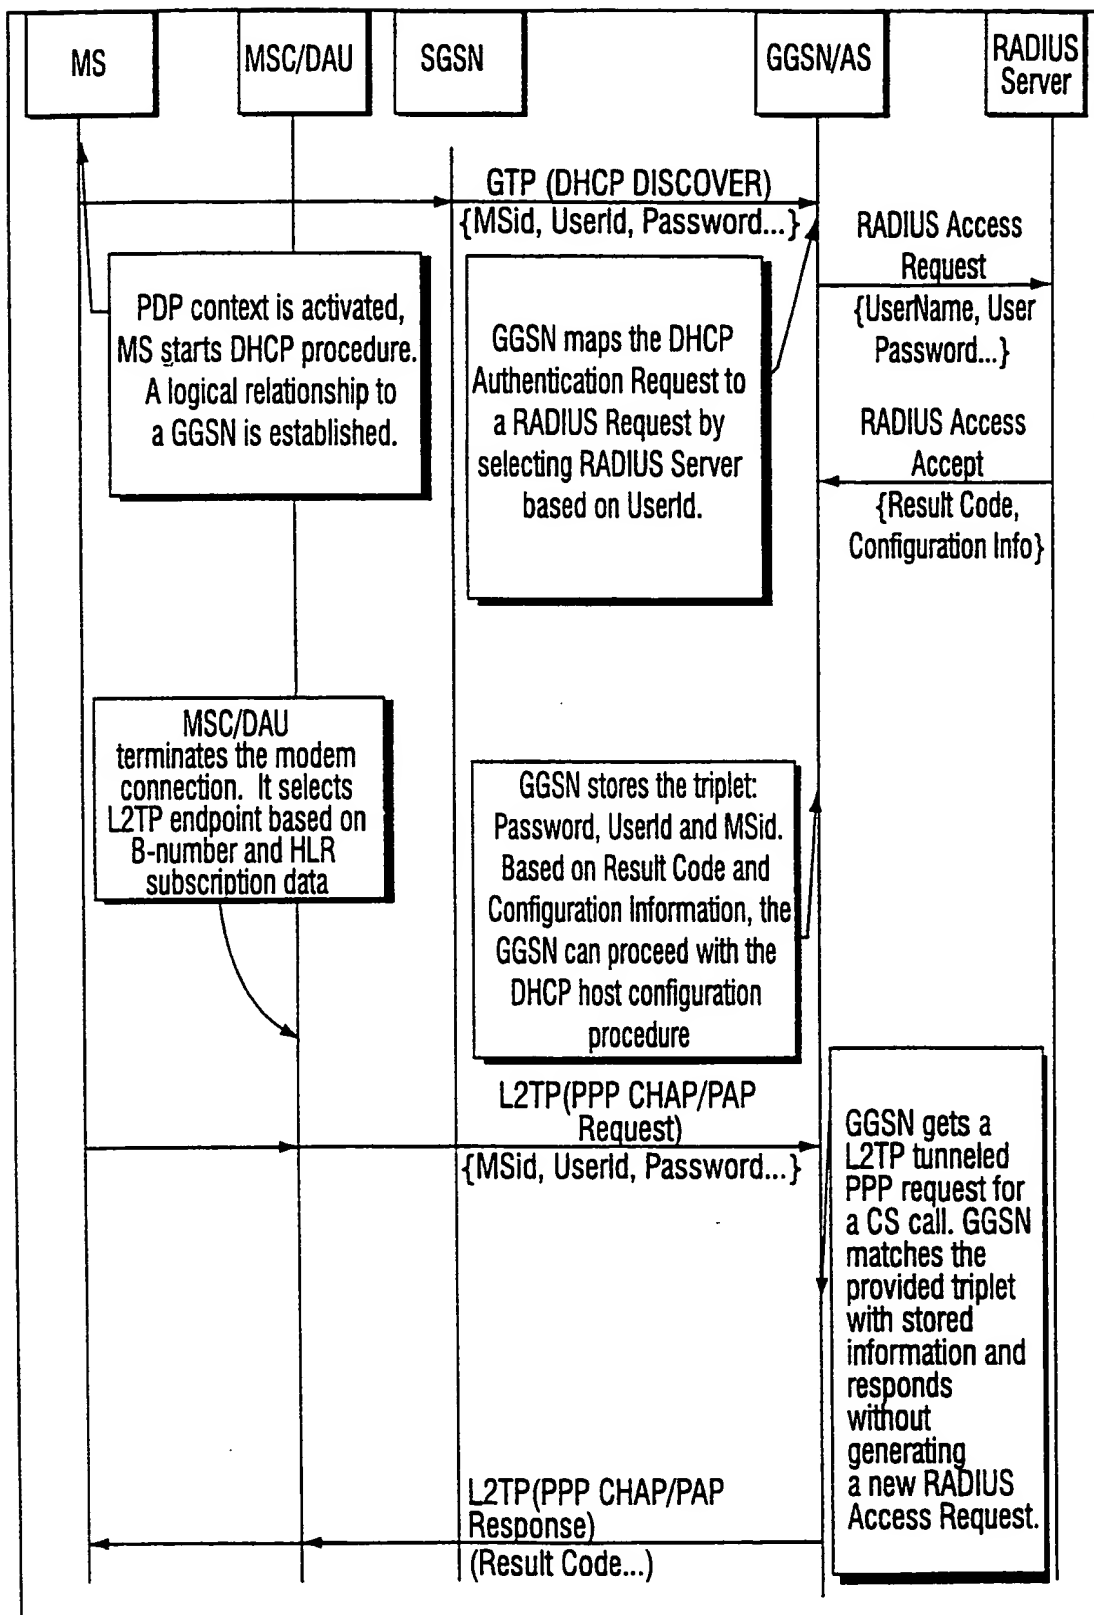 MS
MSC/DAU
SGSN
GGSN/AS
RADIUS
Server
GTP (DHCP DISCOVER)
{MSid, UserId, Password...}
RADIUS Access
Request
{UserName, User
Password...}
PDP context is activated,
MS starts DHCP procedure.
A logical relationship to
a GGSN is established.
GGSN maps the DHCP
Authentication Request to
a RADIUS Request by
selecting RADIUS Server
based on UserId.
RADIUS Access
Accept
{Result Code,
Configuration Info}
MSC/DAU
terminates the modem
connection. It selects
L2TP endpoint based on
B-number and HLR
subscription data
GGSN stores the triplet:
Password, UserId and MSid.
Based on Result Code and
Configuration Information, the
GGSN can proceed with the
DHCP host configuration
procedure
L2TP(PPP CHAP/PAP
Request)
{MSid, UserId, Password...}
GGSN gets a
L2TP tunneled
PPP request for
a CS call. GGSN
matches the
provided triplet
with stored
information and
responds
without
generating
a new RADIUS
Access Request.
L2TP(PPP CHAP/PAP
Response)
(Result Code...)